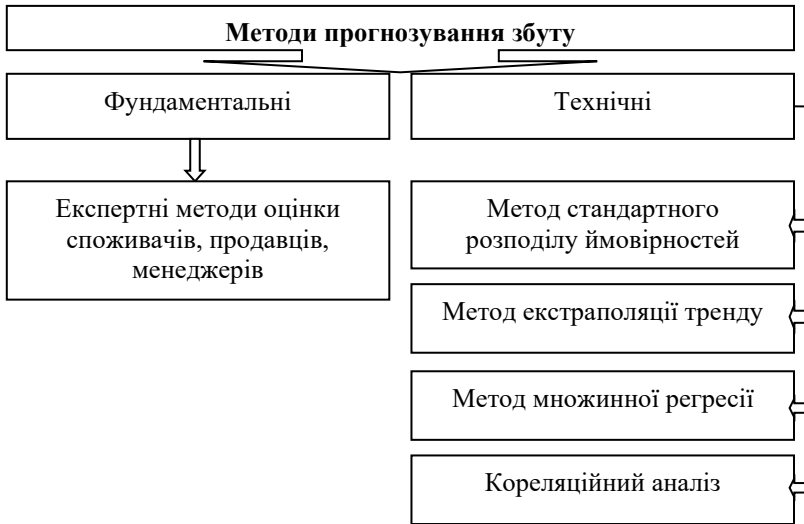 Методи прогнозування збуту
Фундаментальні
Технічні
Експертні методи оцінки
споживачів, продавців,
менеджерів
Метод стандартного
розподілу ймовірностей
Метод екстраполяції тренду
Метод множинної регресії
Кореляційний аналіз